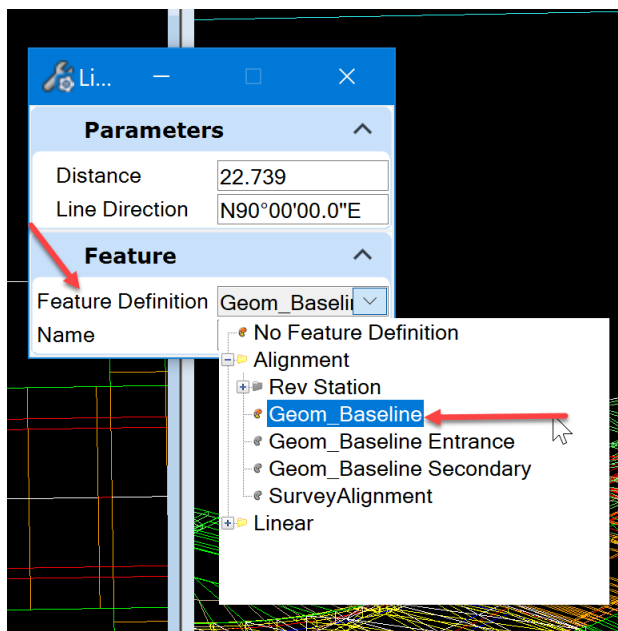 Li...
Parameters
Distance 22.739
Line Direction N90°00'00.0"E
Feature
Feature Definition Geom_Baselin
Name
No Feature Definition
Alignment
Rev Station
Geom_Baseline
Geom_Baseline Entrance
Geom_Baseline Secondary
SurveyAlignment
Linear